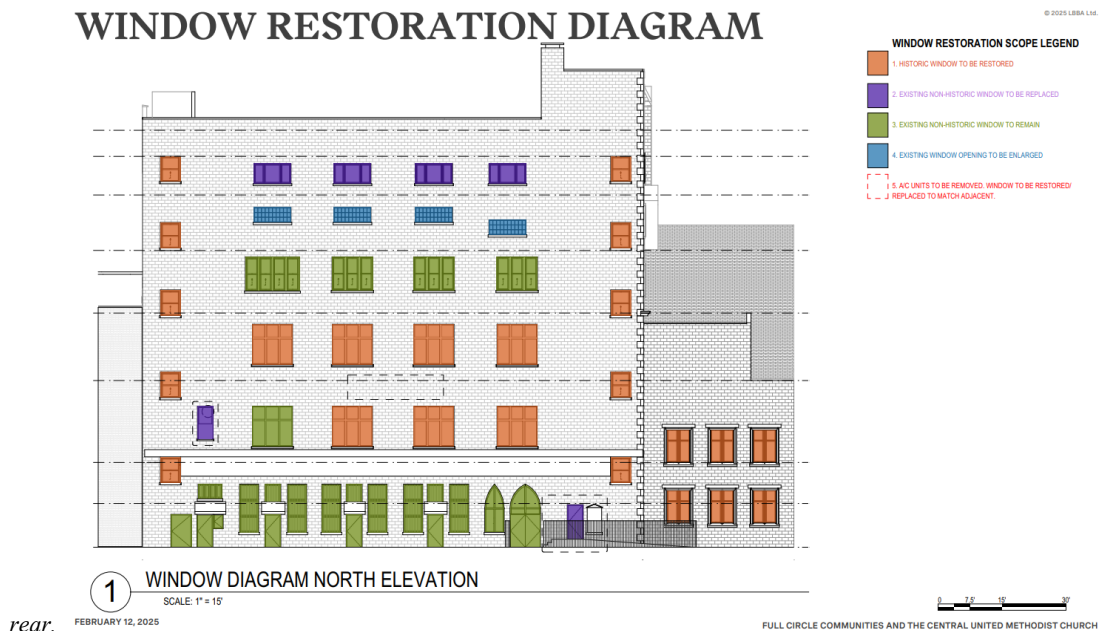 WINDOW RESTORATION DIAGRAM
© 2025 LBBA Ltd.
WINDOW RESTORATION SCOPE LEGEND
1. HISTORIC WINDOW TO BE RESTORED
2. EXISTING NON-HISTORIC WINDOW TO BE REPLACED
3. EXISTING NON-HISTORIC WINDOW TO REMAIN
4. EXISTING WINDOW OPENING TO BE ENLARGED
5. A/C UNITS TO BE REMOVED. WINDOW TO BE RESTORED/
REPLACED TO MATCH ADJACENT.
1
WINDOW DIAGRAM NORTH ELEVATION
SCALE: 1" = 15'
0 7.5' 15' 30'
rear.
FEBRUARY 12, 2025
FULL CIRCLE COMMUNITIES AND THE CENTRAL UNITED METHODIST CHURCH